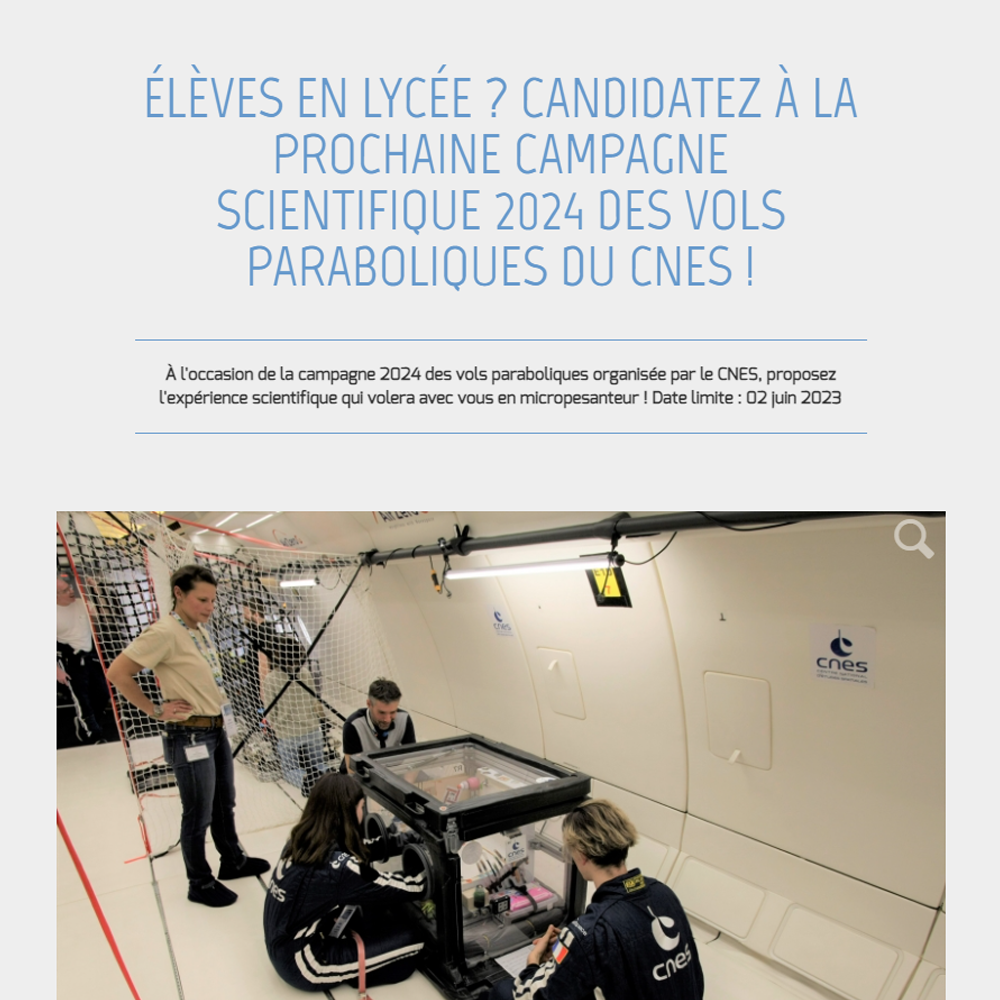 ÉLÈVES EN LYCÉE ? CANDIDATEZ À LA
PROCHAINE CAMPAGNE
SCIENTIFIQUE 2024 DES VOLS
PARABOLIQUES DU CNES !
À l'occasion de la campagne 2024 des vols paraboliques organisée par le CNES, proposez
l'expérience scientifique qui volera avec vous en micropesanteur ! Date limite : 02 juin 2023
cnes
cnes
cnes
cnes
cnes